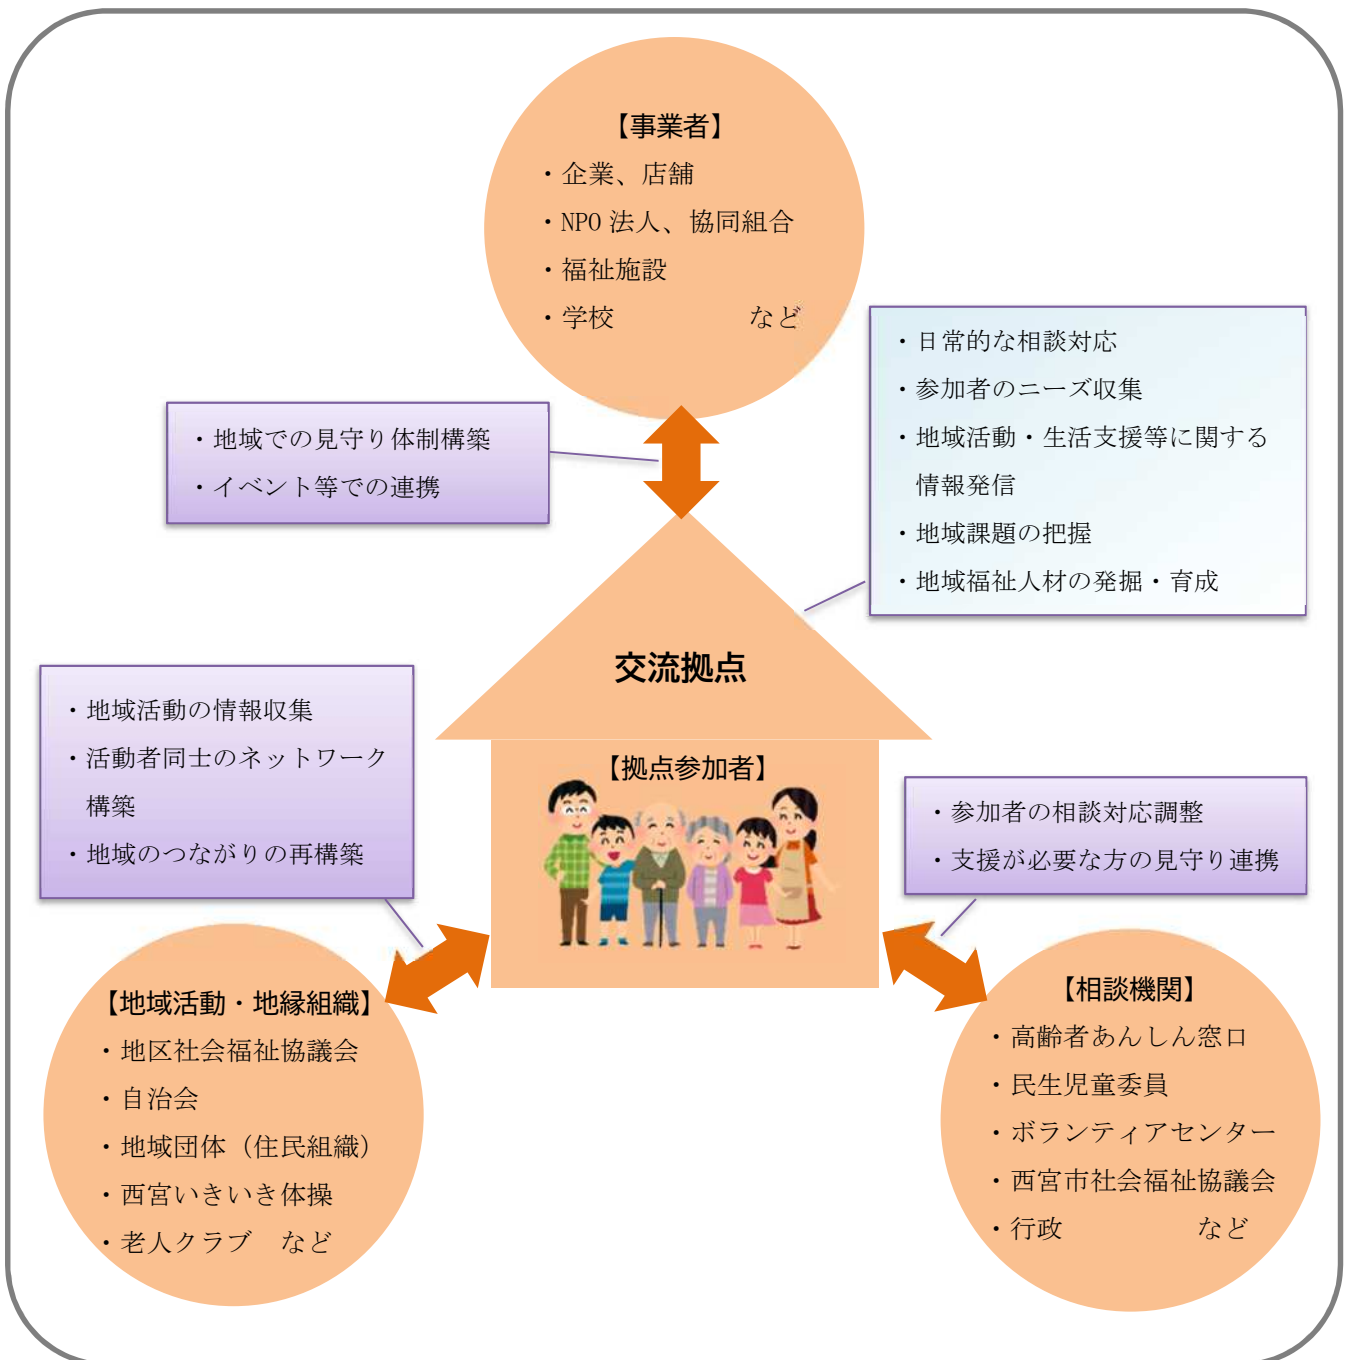 【事業者】
・企業、店舗
・NPO 法人、協同組合
・福祉施設
・学校　　　　　など
・日常的な相談対応
・参加者のニーズ収集
・地域活動・生活支援等に関する
情報発信
・地域課題の把握
・地域福祉人材の発掘・育成
・地域での見守り体制構築
・イベント等での連携
交流拠点
【拠点参加者】
・地域活動の情報収集
・活動者同士のネットワーク
構築
・地域のつながりの再構築
・参加者の相談対応調整
・支援が必要な方の見守り連携
【地域活動・地縁組織】
・地区社会福祉協議会
・自治会
・地域団体（住民組織）
・西宮いきいき体操
・老人クラブ　など
【相談機関】
・高齢者あんしん窓口
・民生児童委員
・ボランティアセンター
・西宮市社会福祉協議会
・行政　　　　　など